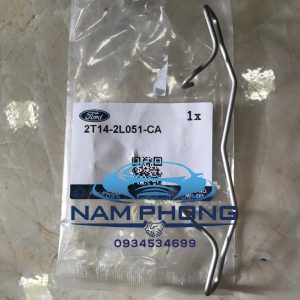 Ford
2T14-2L051-CA
1x
NAM PHONG
0934534699